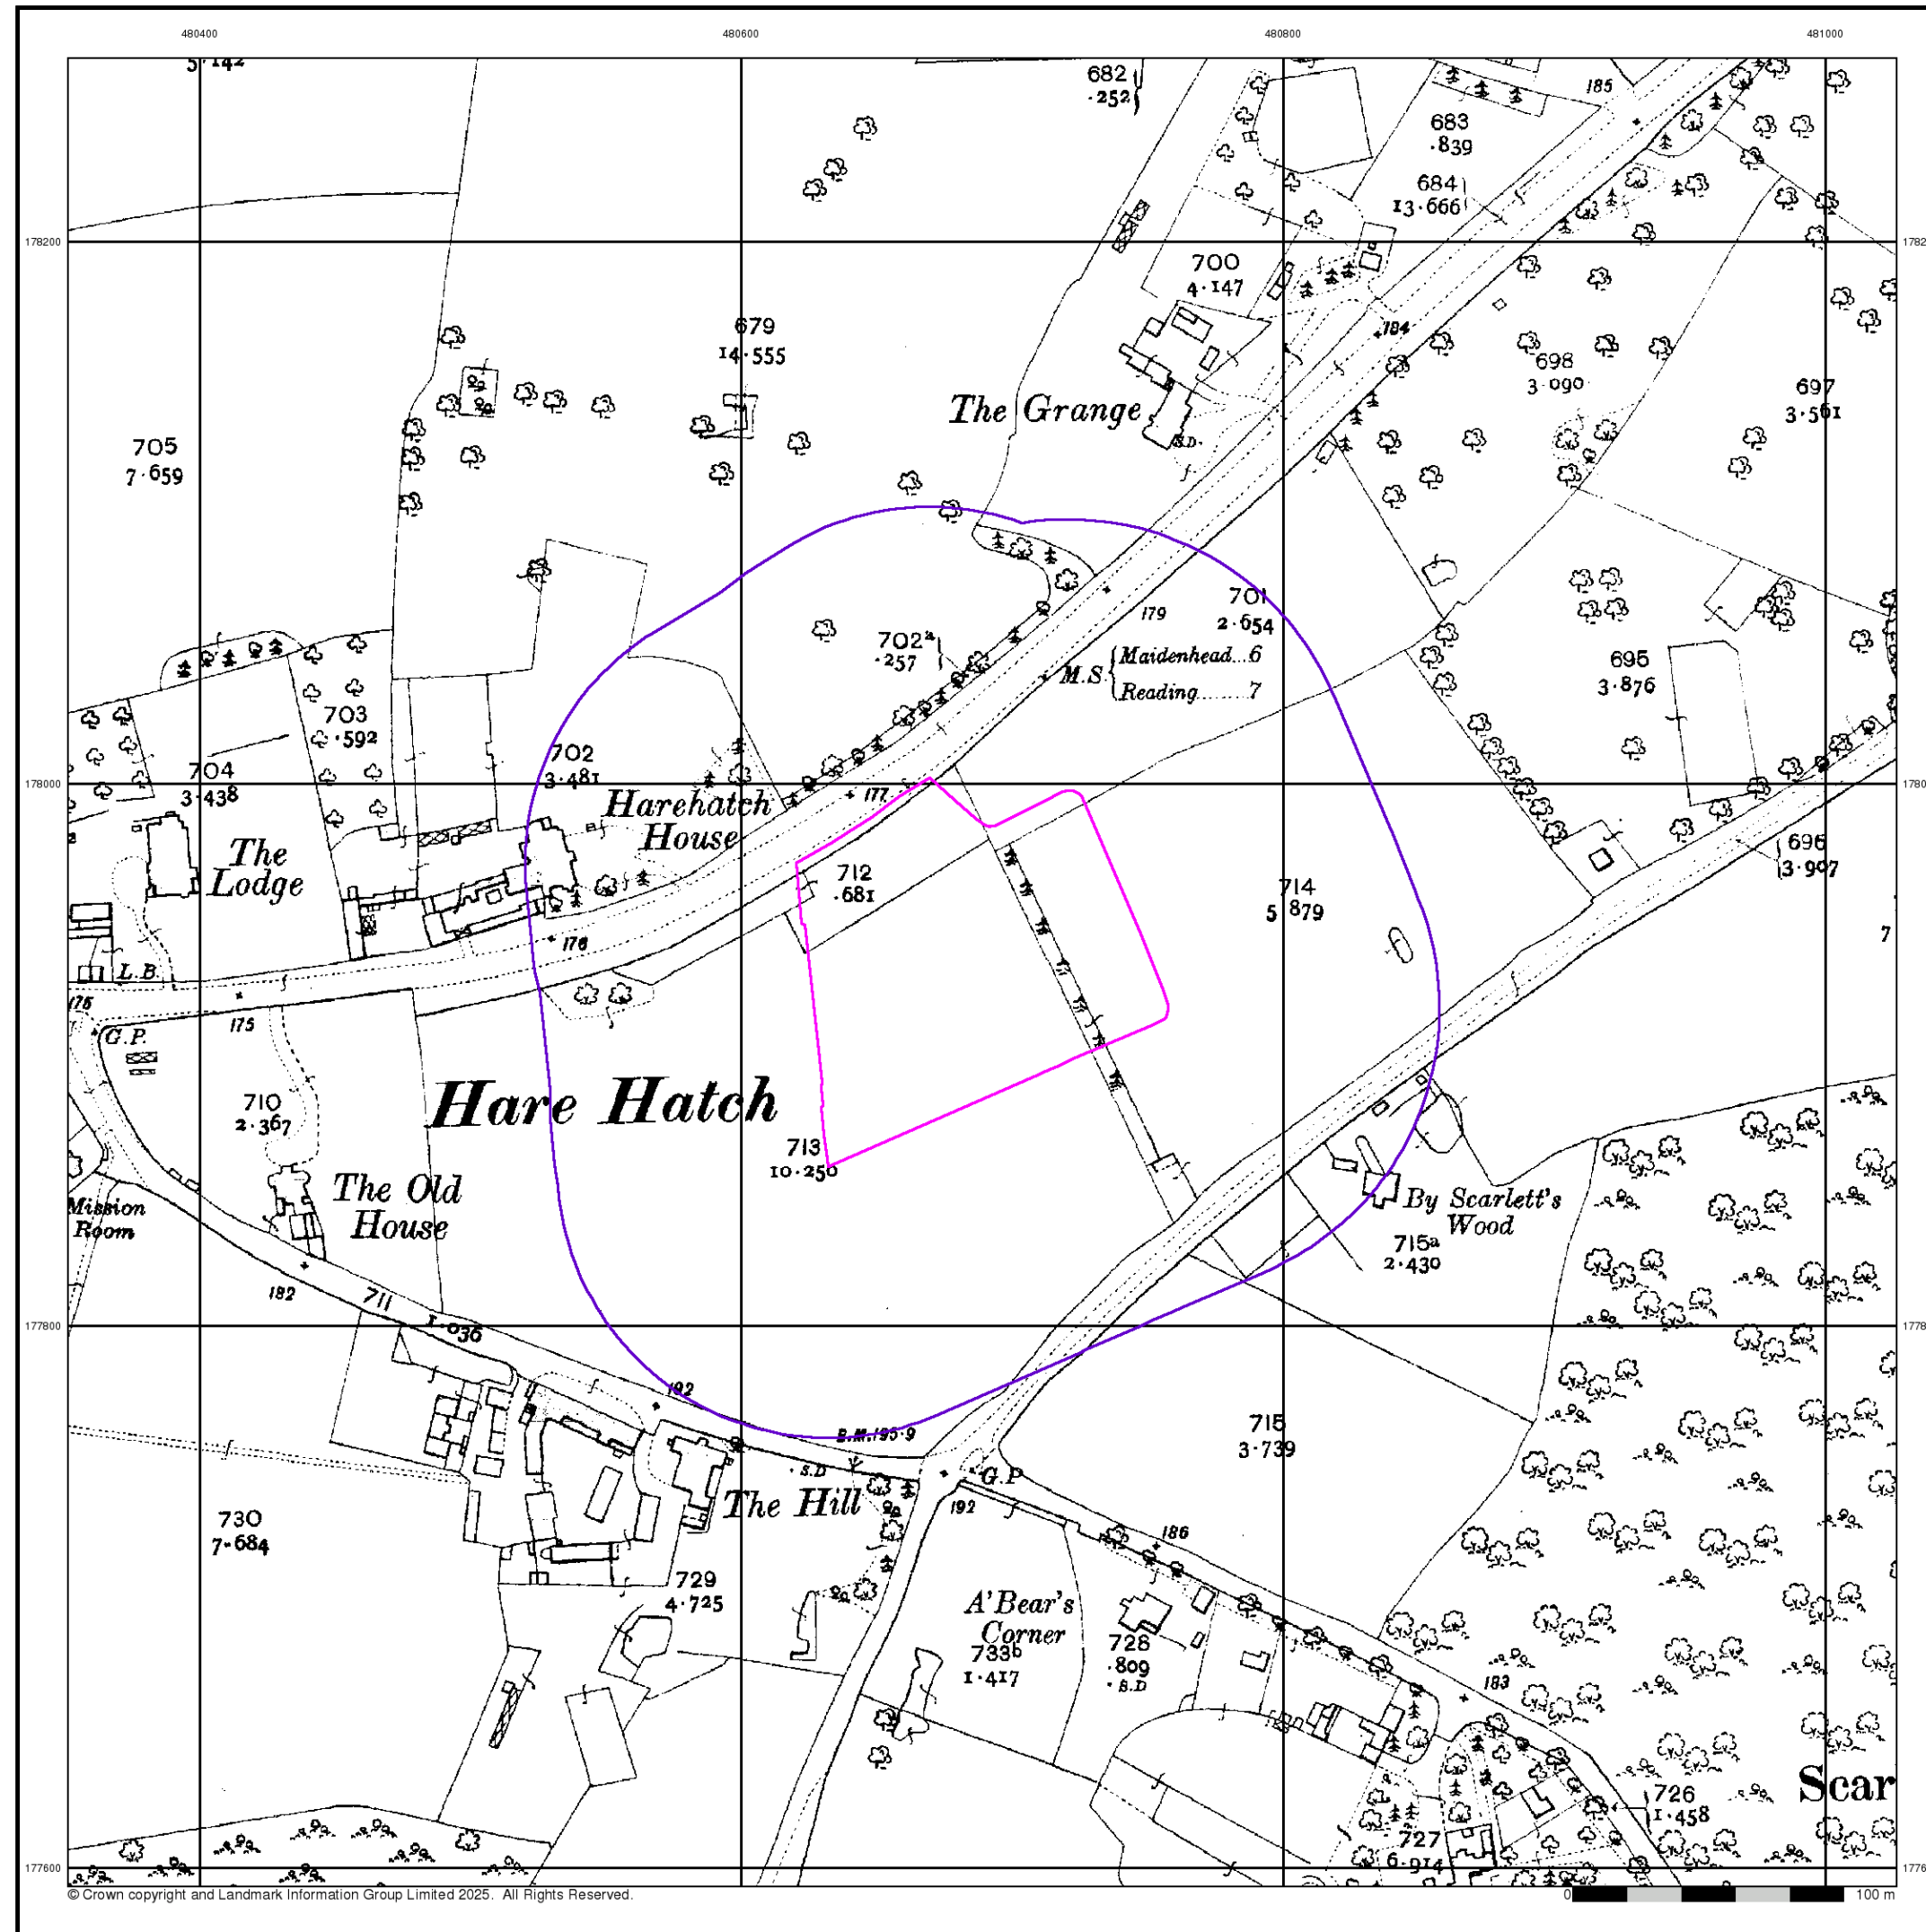 480400
480600
480800
481000
5·142
682
·252
185
683
·839
684
13·666
178200
700
4·147
184
679
14·555
698
3·090
697
3·561
The Grange
S.D.
705
7·659
701
2·654
179
702a
·257
M.S.
Maidenhead...6
Reading.......7
695
3·876
703
·592
702
3·481
704
3·438
178000
177
Harehatch
House
The
Lodge
712
·681
696
3·907
714
5 879
176
L.B.
175
G.P.
7
Hare Hatch
710
2·367
713
10·250
The Old
House
Mission
Room
By Scarlett's
Wood
715a
2·430
182
711
1·036
177800
192
B.M.195·9
715
3·739
S.D
G.P
The Hill
192
186
730
7·684
729
4·725
A'Bear's
Corner
733b
1·417
728
·809
S.D
183
Scar
726
1·458
727
6·914
177600
© Crown copyright and Landmark Information Group Limited 2025. All Rights Reserved.
0
100 m